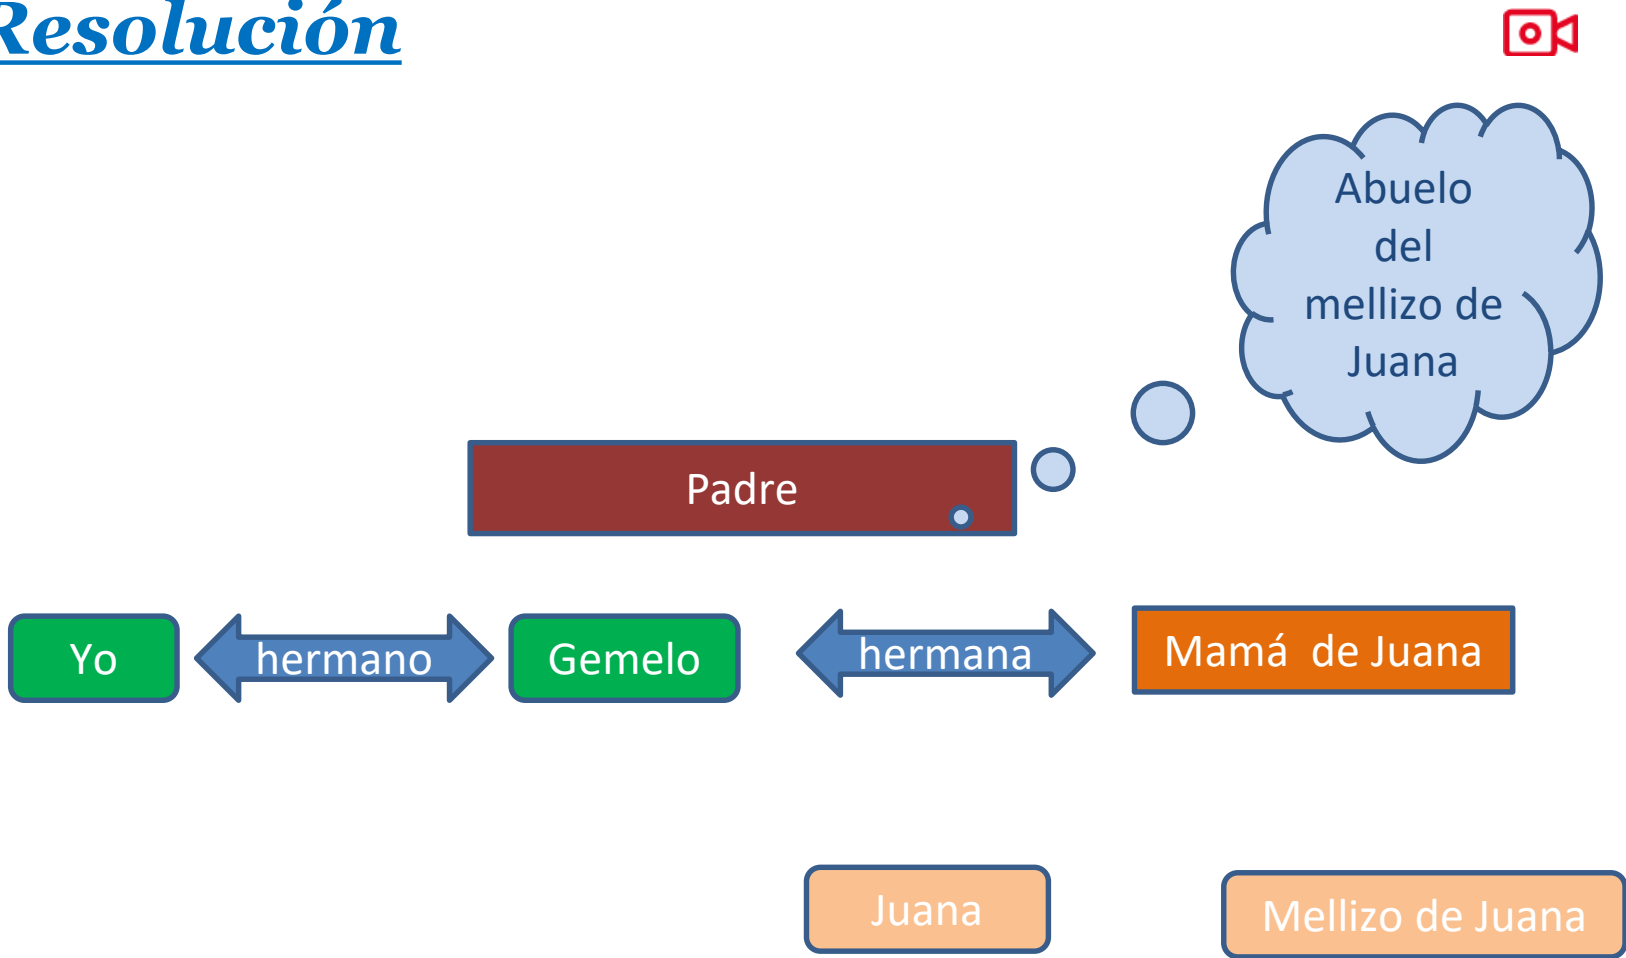 Resolución
Abuelo
del
mellizo de
Juana
Padre
Yo
hermano
Gemelo
hermana
Mamá de Juana
Juana
Mellizo de Juana